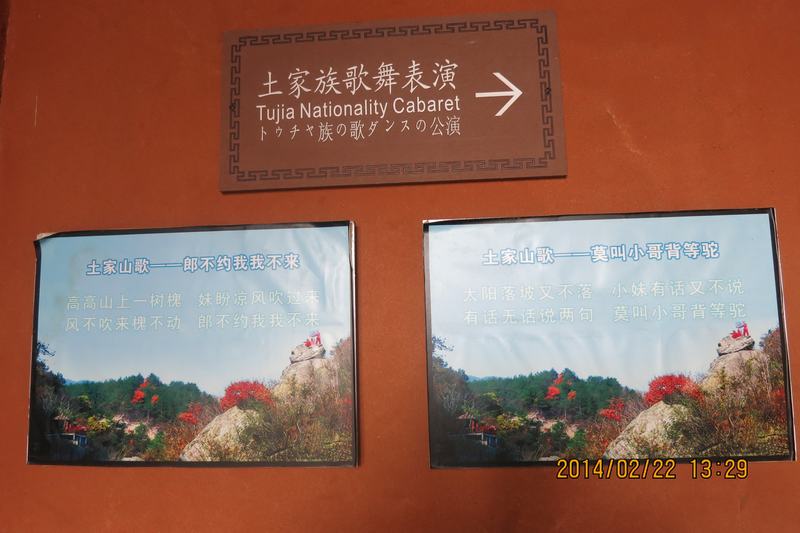 土家族歌舞表演
Tujia Nationality Cabaret
トゥチャ族の歌ダンスの公演
土家山歌——郎不约我我不来
高高山上一树槐 妹盼凉风吹过来
风不吹来槐不动 郎不约我我不来
土家山歌——莫叫小哥背等驼
太阳落坡又不落 小妹有话又不说
有话无话说两句 莫叫小哥背等驼
2014/02/22 13:29